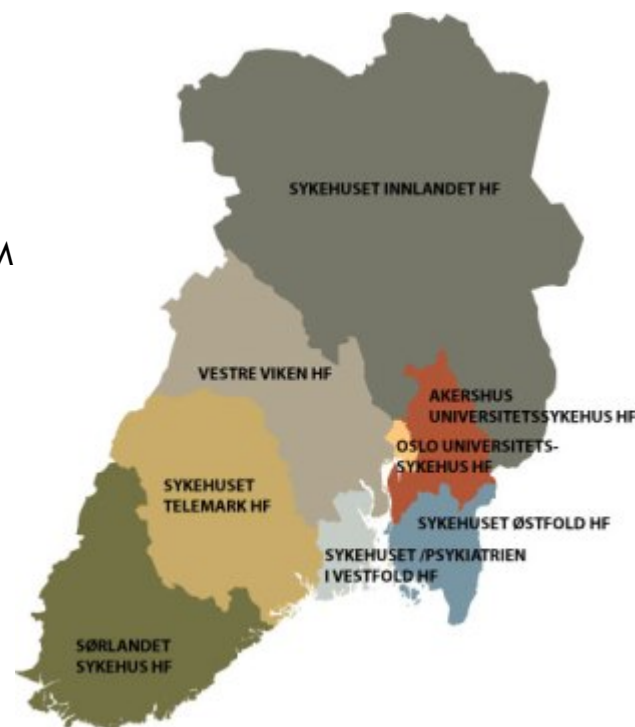 SYKEHUSET INNLANDET HF
VESTRE VIKEN HF
AKERSHUS
UNIVERSITETSSYKEHUS HF
OSLO UNIVERSITETS-
SYKEHUS HF
SYKEHUSET
TELEMARK HF
SYKEHUSET ØSTFOLD HF
SYKEHUSET /PSYKIATRIEN
I VESTFOLD HF
SØRLANDET
SYKEHUS HF